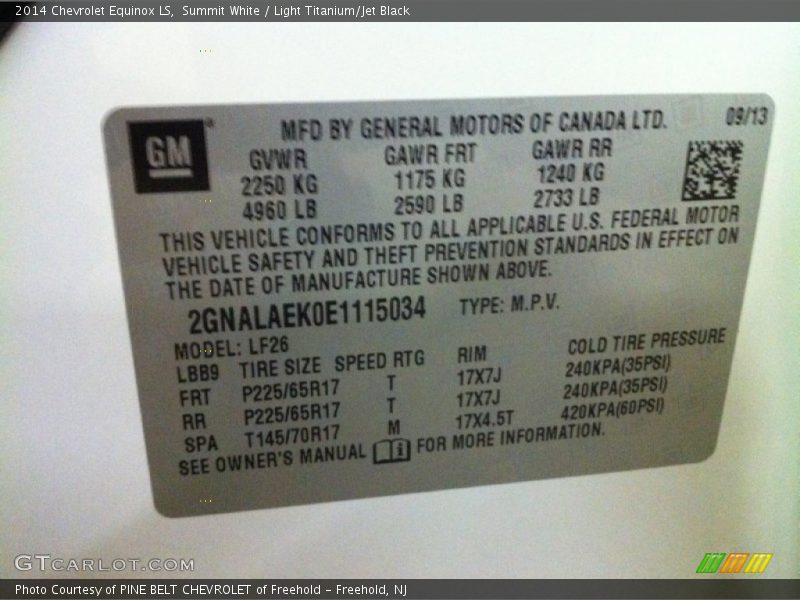 2014 Chevrolet Equinox LS,  Summit White / Light Titanium/Jet Black
GM® MFD BY GENERAL MOTORS OF CANADA LTD. 09/13
GVWR GAWR FRT GAWR RR
2250 KG 1175 KG 1240 KG
4960 LB 2590 LB 2733 LB
THIS VEHICLE CONFORMS TO ALL APPLICABLE U.S. FEDERAL MOTOR
VEHICLE SAFETY AND THEFT PREVENTION STANDARDS IN EFFECT ON
THE DATE OF MANUFACTURE SHOWN ABOVE.
2GNALAEK0E1115034 TYPE: M.P.V.
MODEL: LF26
LBB9 TIRE SIZE SPEED RTG RIM COLD TIRE PRESSURE
FRT P225/65R17 T 17X7J 240KPA(35PSI)
RR P225/65R17 T 17X7J 240KPA(35PSI)
SPA T145/70R17 M 17X4.5T 420KPA(60PSI)
SEE OWNER'S MANUAL FOR MORE INFORMATION.
GTCARLOT.COM
Photo Courtesy of PINE BELT CHEVROLET of Freehold - Freehold, NJ